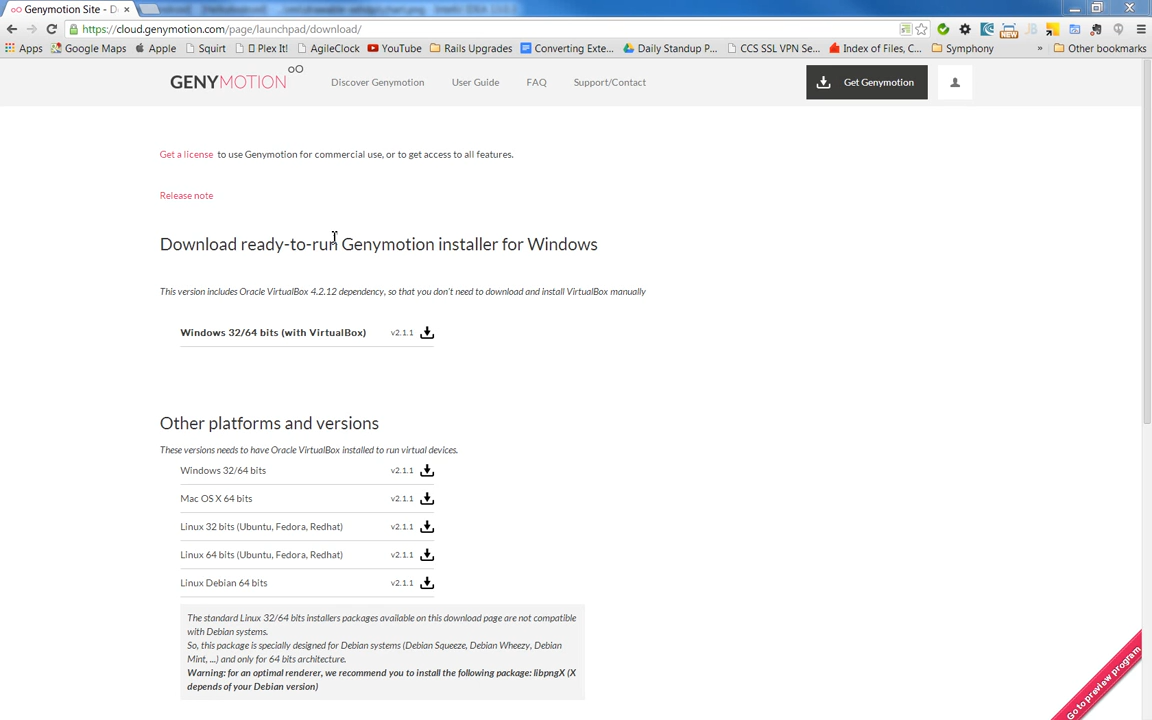 Genymotion Site - D
https://cloud.genymotion.com/page/launchpad/download/
Apps Google Maps Apple Squirt [] Plex It! AgileClock YouTube Rails Upgrades Converting Exte... Daily Standup P... CCS SSL VPN Se... Index of Files, C... Symphony » Other bookmarks
GENYMOTION Discover Genymotion User Guide FAQ Support/Contact Get Genymotion
Get a license to use Genymotion for commercial use, or to get access to all features.
Release note
Download ready-to-run Genymotion installer for Windows
This version includes Oracle VirtualBox 4.2.12 dependency, so that you don't need to download and install VirtualBox manually
Windows 32/64 bits (with VirtualBox) v2.1.1
Other platforms and versions
These versions needs to have Oracle VirtualBox installed to run virtual devices.
Windows 32/64 bits v2.1.1
Mac OS X 64 bits v2.1.1
Linux 32 bits (Ubuntu, Fedora, Redhat) v2.1.1
Linux 64 bits (Ubuntu, Fedora, Redhat) v2.1.1
Linux Debian 64 bits v2.1.1
The standard Linux 32/64 bits installers packages available on this download page are not compatible
with Debian systems.
So, this package is specially designed for Debian systems (Debian Squeeze, Debian Wheezy, Debian
Mint, ...) and only for 64 bits architecture.
Warning: for an optimal renderer, we recommend you to install the following package: libpngX (X
depends of your Debian version)
Go to preview program